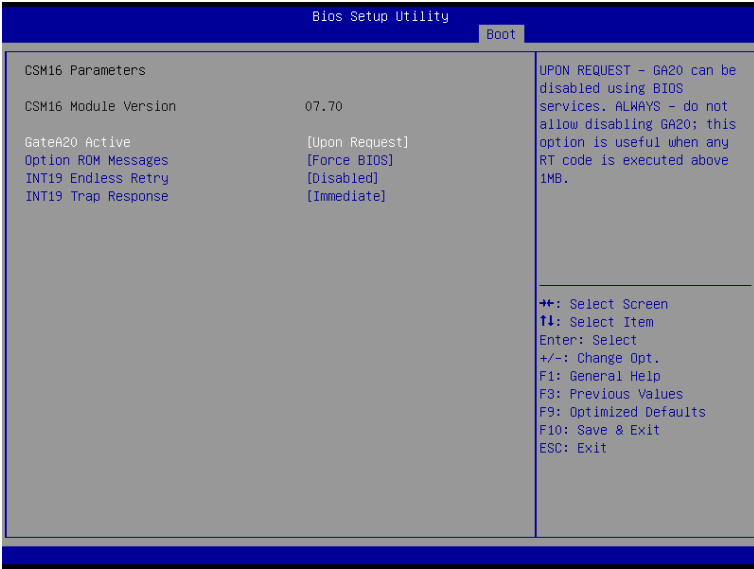 Bios Setup Utility
Boot
CSM16 Parameters
CSM16 Module Version 07.70
GateA20 Active [Upon Request]
Option ROM Messages [Force BIOS]
INT19 Endless Retry [Disabled]
INT19 Trap Response [Immediate]
UPON REQUEST – GA20 can be
disabled using BIOS
services. ALWAYS – do not
allow disabling GA20; this
option is useful when any
RT code is executed above
1MB.
→←: Select Screen
↑↓: Select Item
Enter: Select
+/-: Change Opt.
F1: General Help
F3: Previous Values
F9: Optimized Defaults
F10: Save & Exit
ESC: Exit